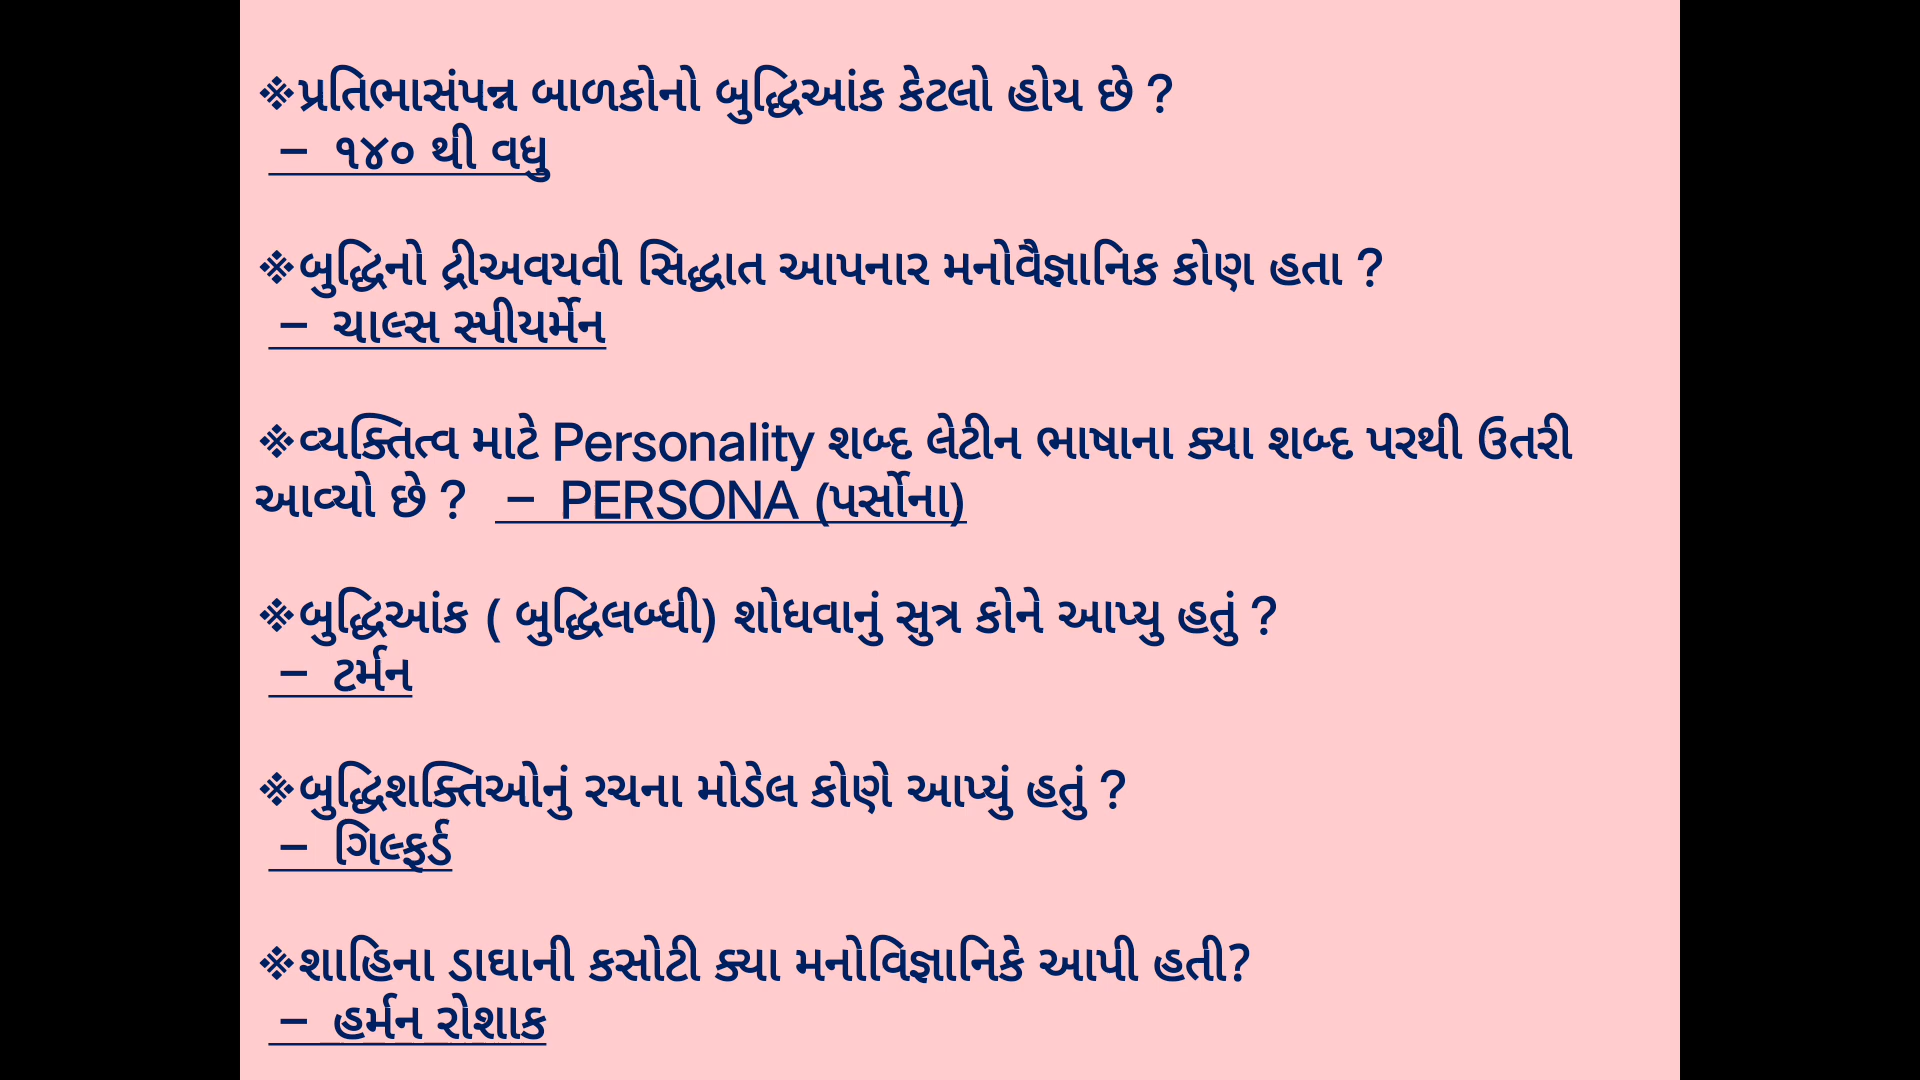 ❖પ્રતિભાસંપન્ન બાળકોનો બુદ્ધિઆંક કેટલો હોય છે ?
– ૧૪૦ થી વધુ
❖બુદ્ધિનો દ્રીઅવયવી સિદ્ધાત આપનાર મનોવૈજ્ઞાનિક કોણ હતા ?
– ચાલ્સ સ્પીયર્મેન
❖વ્યક્તિત્વ માટે Personality શબ્દ લેટીન ભાષાના ક્યા શબ્દ પરથી ઉતરી
આવ્યો છે ? – PERSONA (પર્સોના)
❖બુદ્ધિઆંક ( બુદ્ધિલબ્ધી) શોધવાનું સુત્ર કોને આપ્યુ હતું ?
– ટર્મન
❖બુદ્ધિશક્તિઓનું રચના મોડેલ કોણે આપ્યું હતું ?
– ગિલ્ફર્ડ
❖શાહિના ડાઘાની કસોટી ક્યા મનોવિજ્ઞાનિકે આપી હતી?
– હર્મન રોશાક